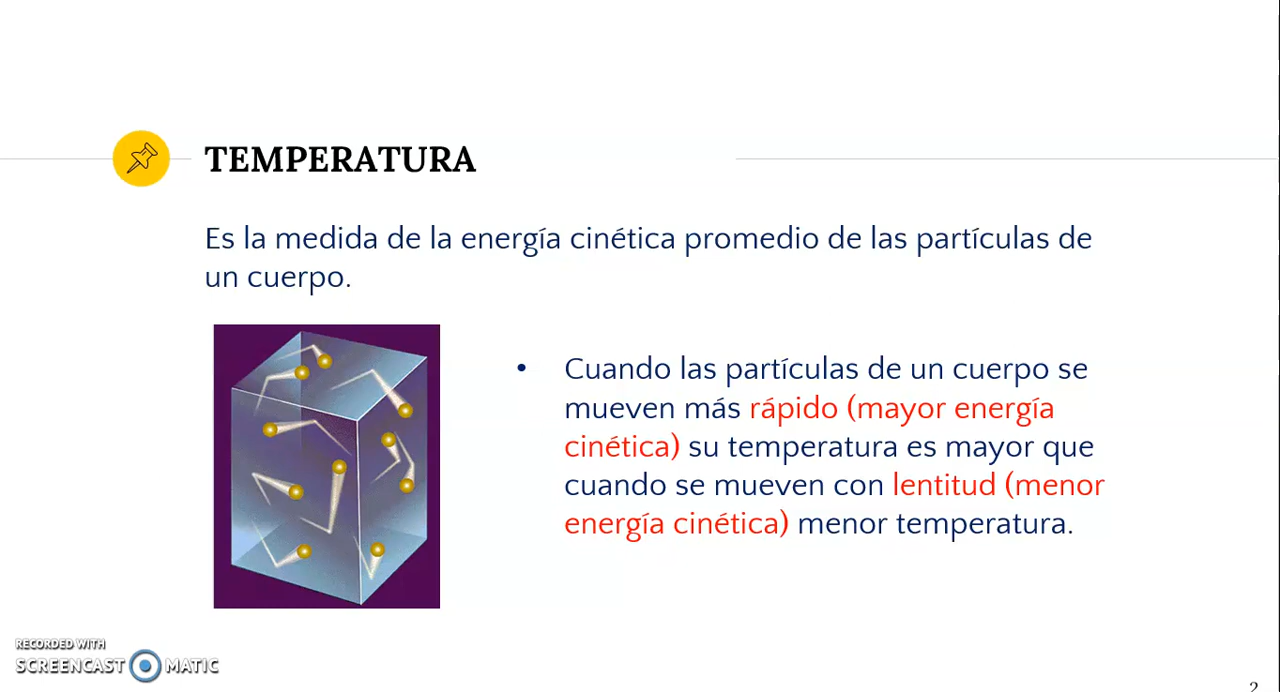 TEMPERATURA
Es la medida de la energía cinética promedio de las partículas de
un cuerpo.
• Cuando las partículas de un cuerpo se
mueven más rápido (mayor energía
cinética) su temperatura es mayor que
cuando se mueven con lentitud (menor
energía cinética) menor temperatura.
RECORDED WITH
SCREENCAST MATIC
2